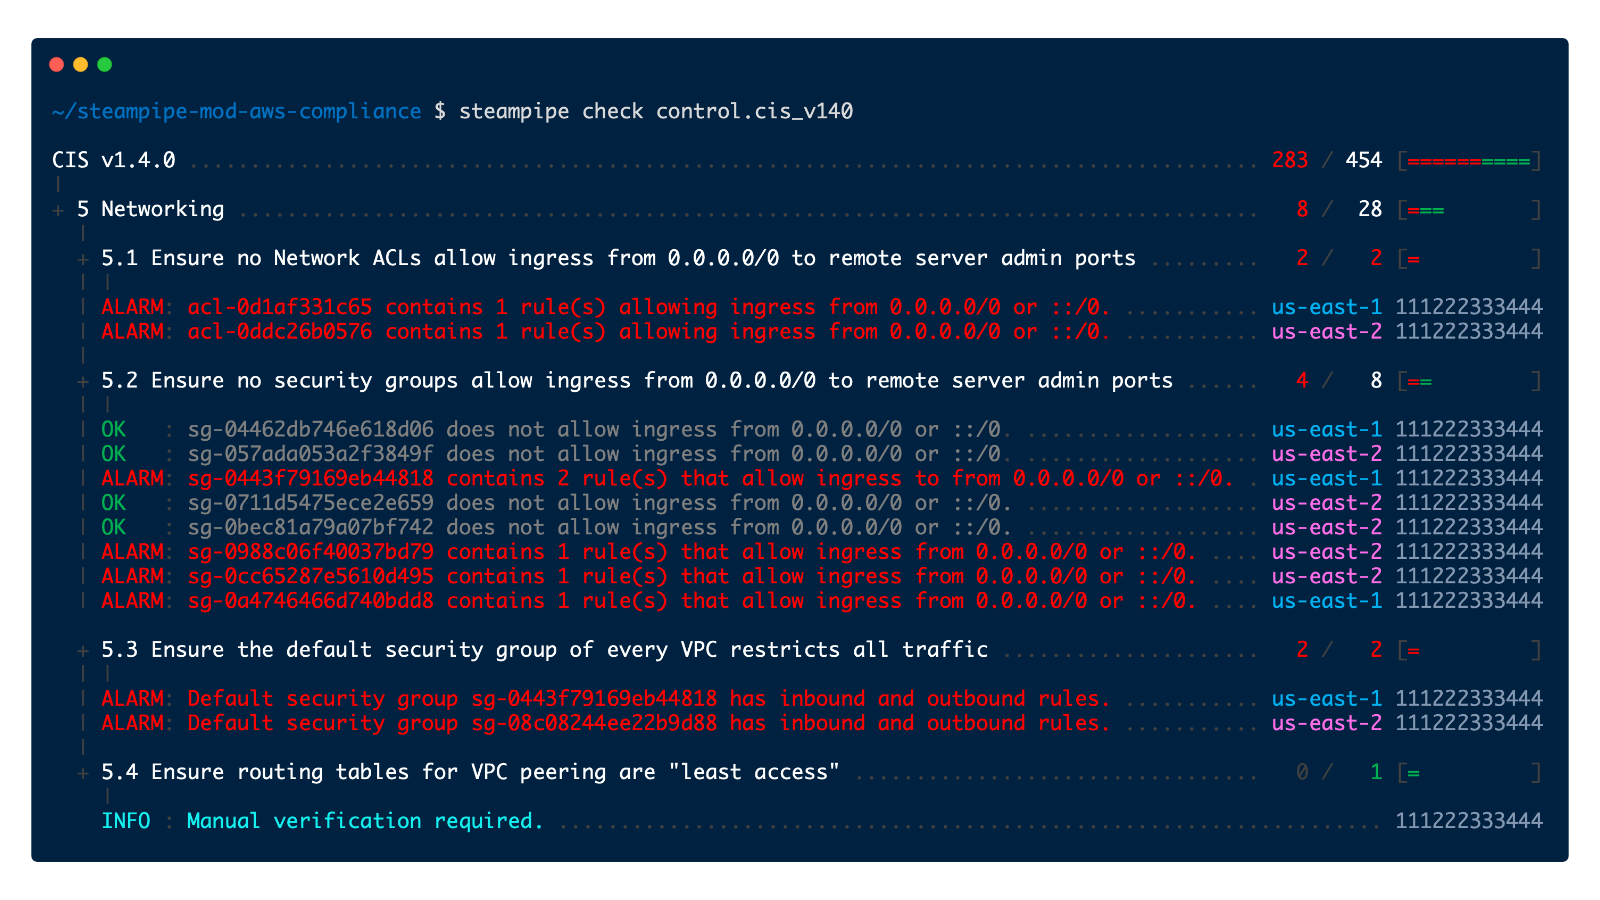 ~/steampipe-mod-aws-compliance $ steampipe check control.cis_v140
CIS v1.4.0 ....................................................................................... 283 / 454 [==========]
|
+ 5 Networking ................................................................................... 8 / 28 [===       ]
|
+ 5.1 Ensure no Network ACLs allow ingress from 0.0.0.0/0 to remote server admin ports ......... 2 / 2 [=         ]
| |
| ALARM: acl-0d1af331c65 contains 1 rule(s) allowing ingress from 0.0.0.0/0 or ::/0. ........... us-east-1 111222333444
| ALARM: acl-0ddc26b0576 contains 1 rule(s) allowing ingress from 0.0.0.0/0 or ::/0. ........... us-east-2 111222333444
|
+ 5.2 Ensure no security groups allow ingress from 0.0.0.0/0 to remote server admin ports ...... 4 / 8 [==        ]
| |
| OK   : sg-04462db746e618d06 does not allow ingress from 0.0.0.0/0 or ::/0. ................... us-east-1 111222333444
| OK   : sg-057ada053a2f3849f does not allow ingress from 0.0.0.0/0 or ::/0. ................... us-east-2 111222333444
| ALARM: sg-0443f79169eb44818 contains 2 rule(s) that allow ingress to from 0.0.0.0/0 or ::/0. . us-east-1 111222333444
| OK   : sg-0711d5475ece2e659 does not allow ingress from 0.0.0.0/0 or ::/0. ................... us-east-2 111222333444
| OK   : sg-0bec81a79a07bf742 does not allow ingress from 0.0.0.0/0 or ::/0. ................... us-east-2 111222333444
| ALARM: sg-0988c06f40037bd79 contains 1 rule(s) that allow ingress from 0.0.0.0/0 or ::/0. .... us-east-2 111222333444
| ALARM: sg-0cc65287e5610d495 contains 1 rule(s) that allow ingress from 0.0.0.0/0 or ::/0. .... us-east-2 111222333444
| ALARM: sg-0a4746466d740bdd8 contains 1 rule(s) that allow ingress from 0.0.0.0/0 or ::/0. .... us-east-1 111222333444
+ 5.3 Ensure the default security group of every VPC restricts all traffic ..................... 2 / 2 [=         ]
| |
| ALARM: Default security group sg-0443f79169eb44818 has inbound and outbound rules. ........... us-east-1 111222333444
| ALARM: Default security group sg-08c08244ee22b9d88 has inbound and outbound rules. ........... us-east-2 111222333444
|
+ 5.4 Ensure routing tables for VPC peering are "least access" ................................. 0 / 1 [=         ]
|
INFO : Manual verification required. ................................................................... 111222333444